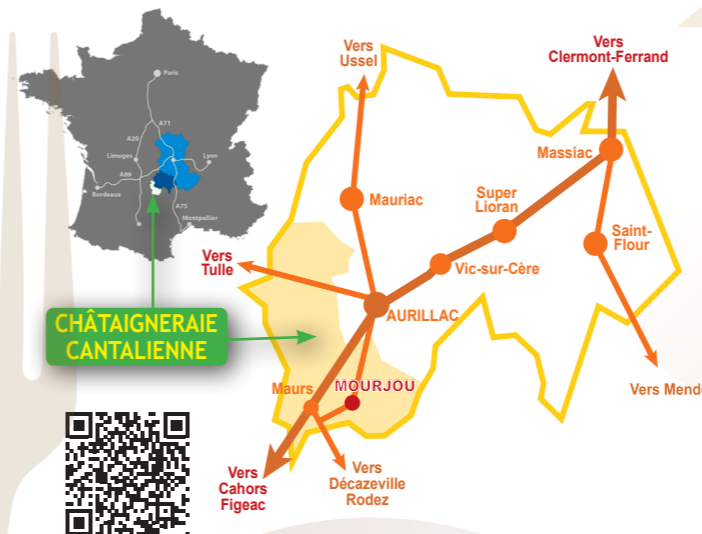 Paris
A71
A20
Limoges
Lyon
A89
Bordeaux
A75
Montpellier
Vers
Ussel
Vers
Clermont-Ferrand
Massiac
Mauriac
Super
Lioran
Saint-
Flour
Vers
Tulle
Vic-sur-Cère
AURILLAC
CHÂTAIGNERAIE
CANTALIENNE
Maurs
MOURJOU
Vers Mende
Vers
Cahors
Figeac
Vers
Décazeville
Rodez